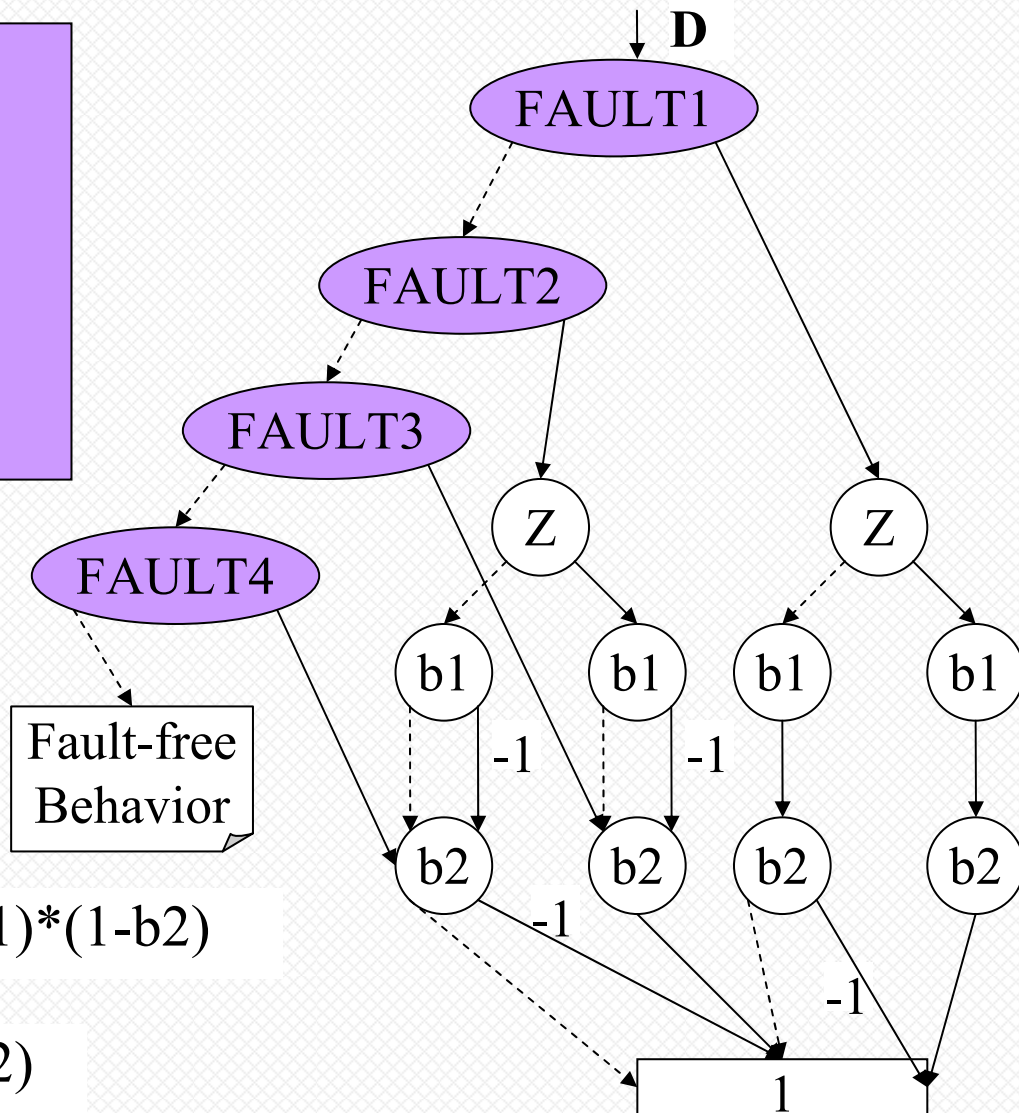 D
FAULT1
FAULT2
FAULT3
FAULT4
Z
Z
b1
b1
b1
b1
-1
-1
Fault-free
Behavior
b2
b2
b2
b2
-1
1)*(1-b2)
-1
2)
1